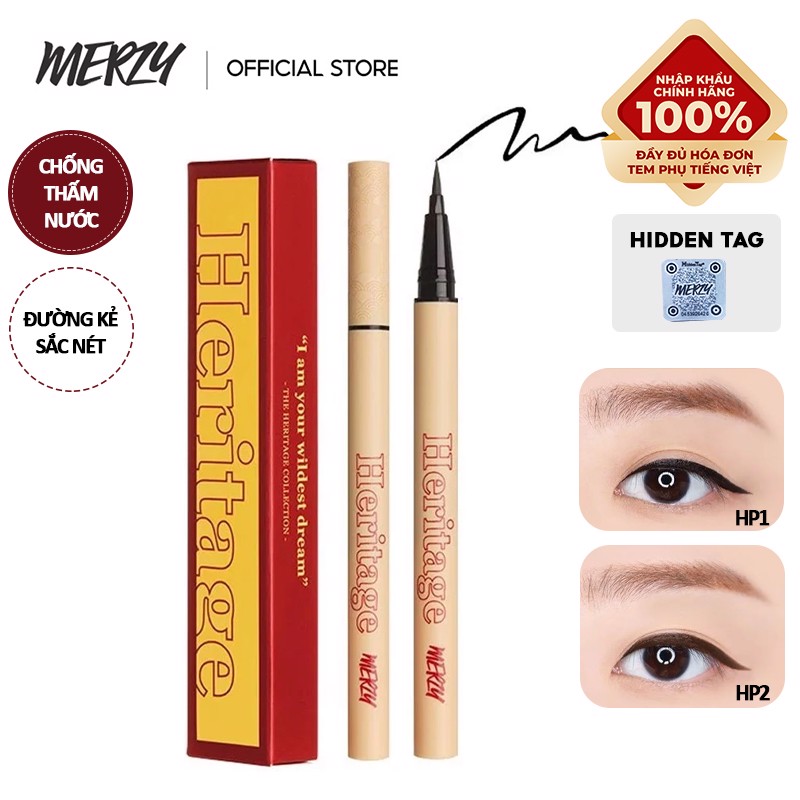 MERZY
OFFICIAL STORE
NHẬP KHẨU
CHÍNH HÃNG
100%
ĐẦY ĐỦ HÓA ĐƠN
TEM PHỤ TIẾNG VIỆT
CHỐNG
THẤM
NƯỚC
ĐƯỜNG KẺ
SẮC NÉT
HIDDEN TAG
MERZY
Heritage
"I am your wildest dream"
- THE HERITAGE COLLECTION -
Heritage
MERZY
Heritage
MERZY
HP1
HP2